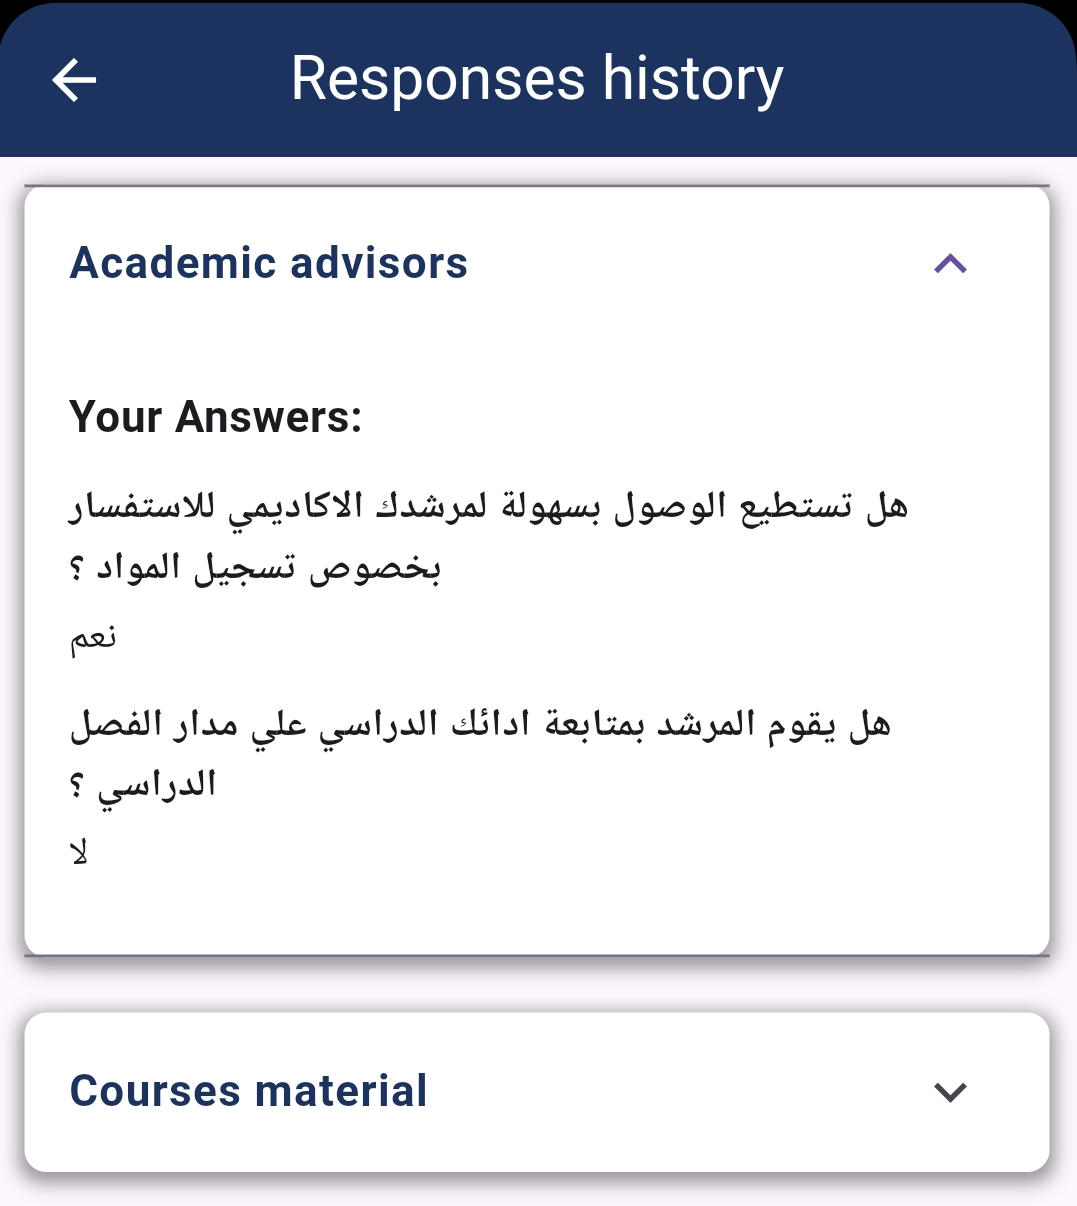 Responses history
Academic advisors
Your Answers:
هل تستطيع الوصول بسهولة لمرشدك الاكاديمي للاستفسار
بخصوص تسجيل المواد ؟
نعم
هل يقوم المرشد بمتابعة ادائك الدراسي علي مدار الفصل
الدراسي ؟
لا
Courses material